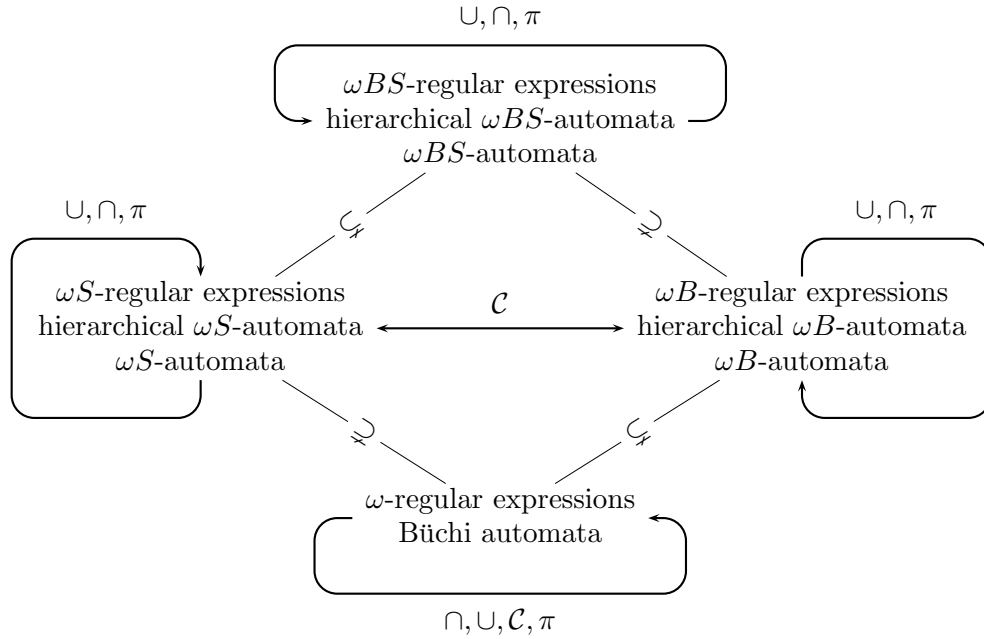 ∪, ∩, π
ωBS-regular expressions
hierarchical ωBS-automata
ωBS-automata
⊊
⊊
∪, ∩, π
∪, ∩, π
ωS-regular expressions
hierarchical ωS-automata
ωS-automata
𝒞
ωB-regular expressions
hierarchical ωB-automata
ωB-automata
⊊
⊊
ω-regular expressions
Büchi automata
∩, ∪, 𝒞, π